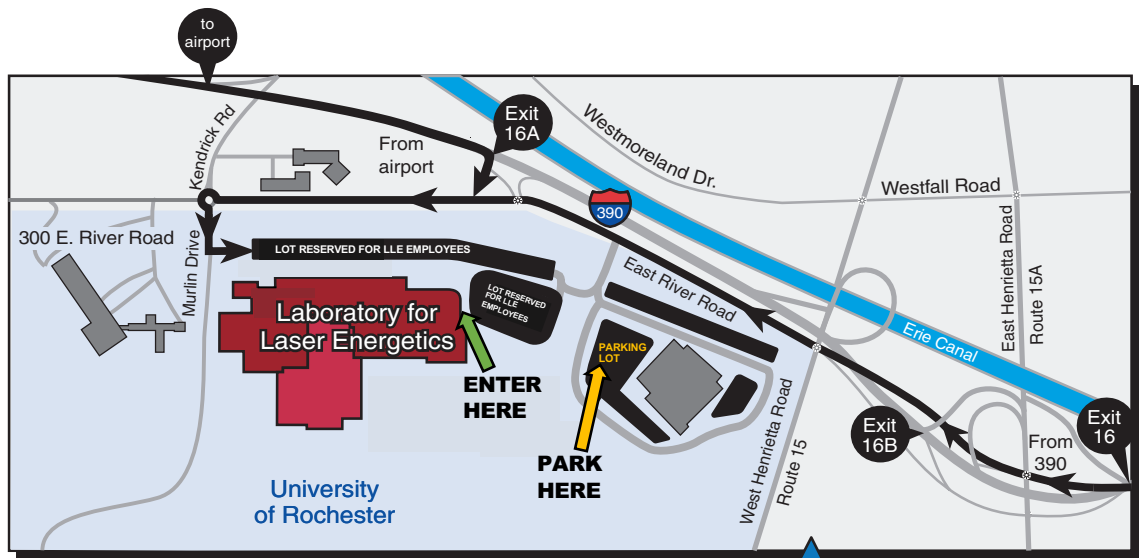 to
airport
Exit
16A
Kendrick Rd
From
airport
Westmoreland Dr.
Westfall Road
390
300 E. River Road
Murlin Drive
LOT RESERVED FOR LLE EMPLOYEES
LOT RESERVED
FOR LLE
EMPLOYEES
East River Road
East Henrietta Road
Route 15A
Laboratory for
Laser Energetics
Erie Canal
PARKING
LOT
ENTER
HERE
West Henrietta Road
Route 15
Exit
16B
From
390
Exit
16
PARK
HERE
University
of Rochester